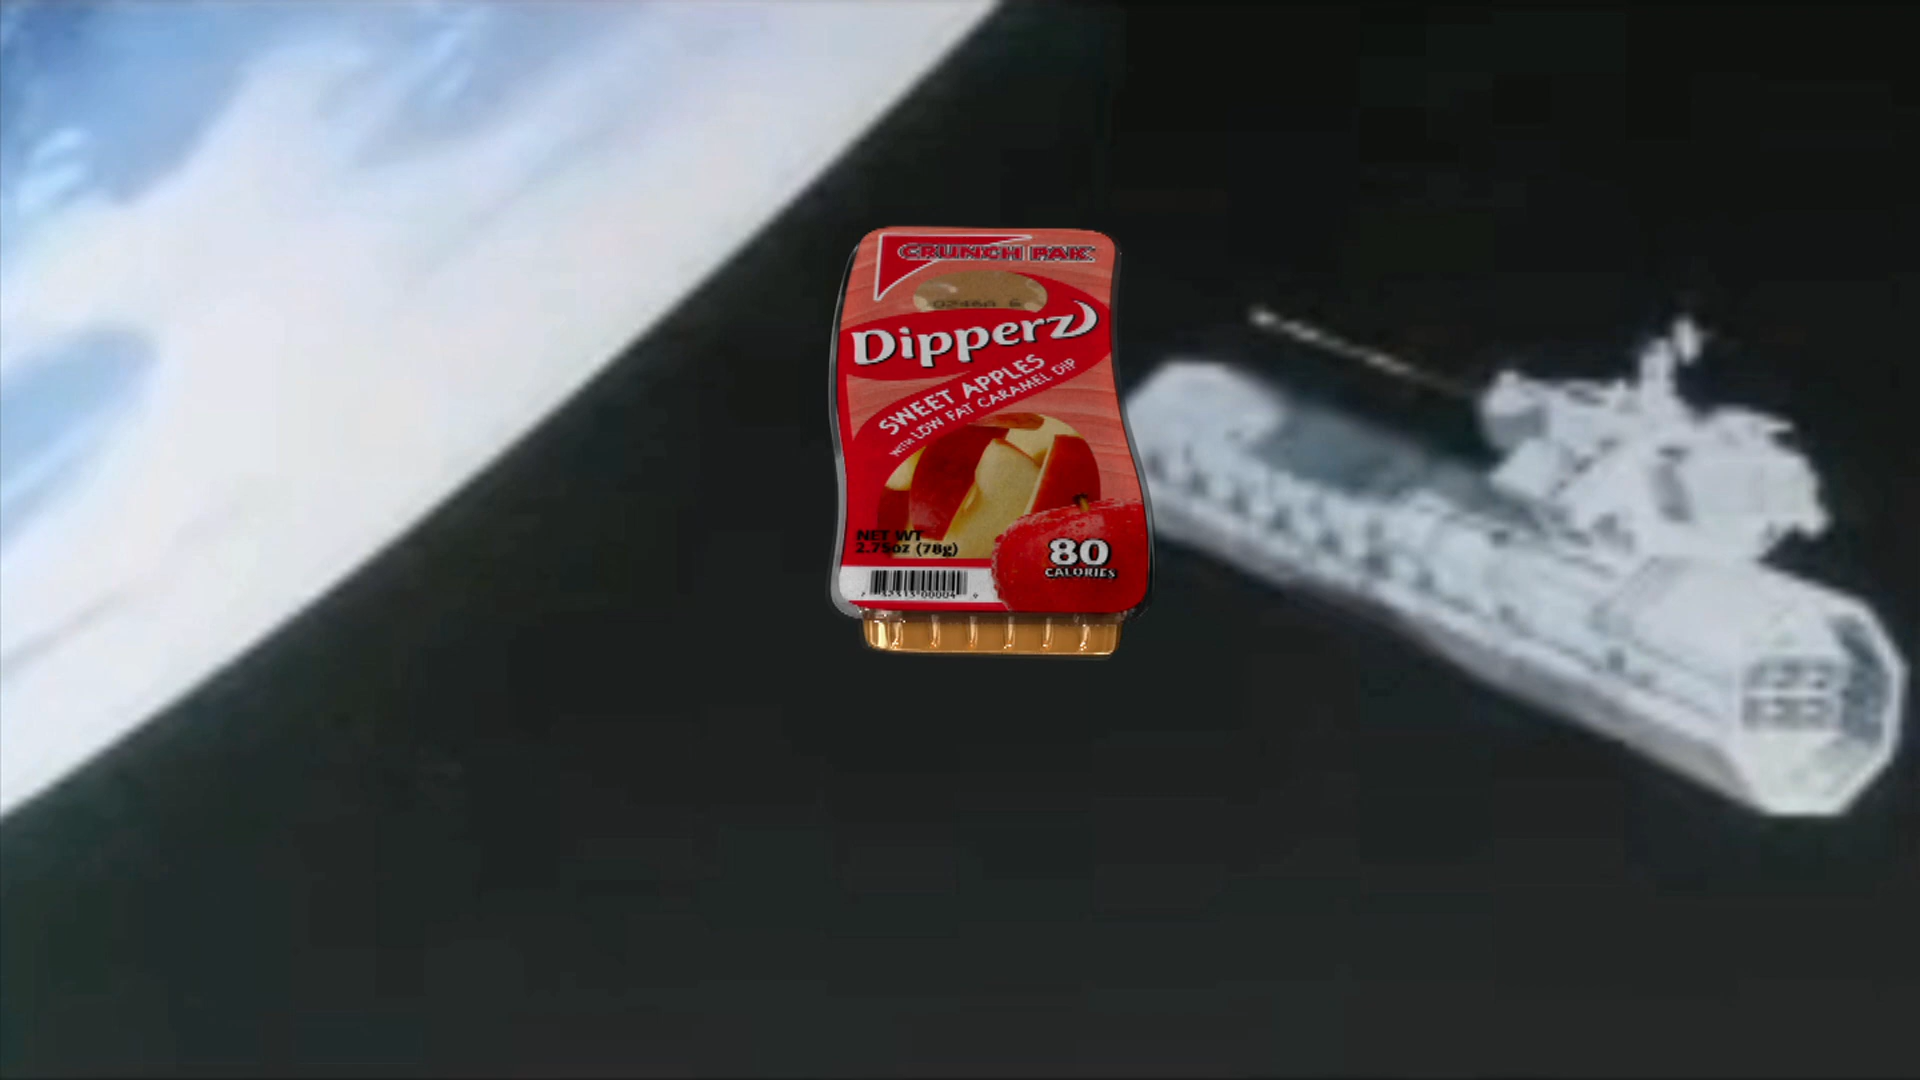 CRUNCH PAK
Dipperz
SWEET APPLES
WITH LOW FAT CARAMEL DIP
NET WT
2.75oz (78g)
80
CALORIES